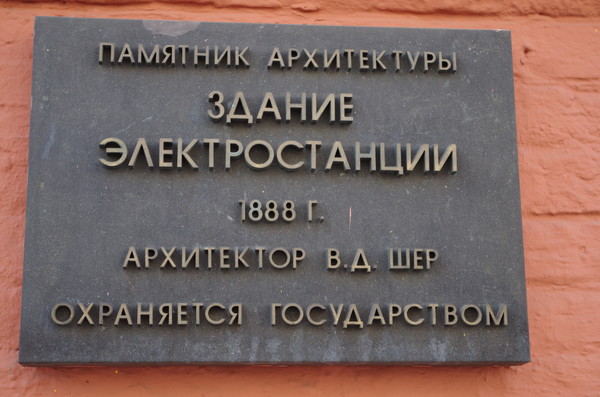 ПАМЯТНИК АРХИТЕКТУРЫ
ЗДАНИЕ
ЭЛЕКТРОСТАНЦИИ
1888 Г.
АРХИТЕКТОР В.Д. ШЕР
ОХРАНЯЕТСЯ ГОСУДАРСТВОМ